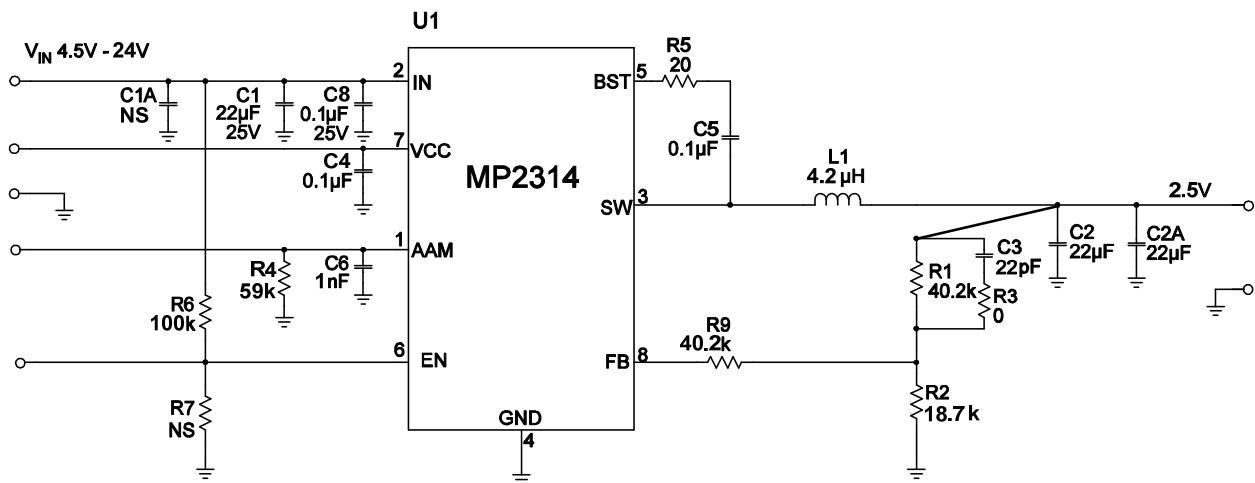 U1
V_IN 4.5V - 24V
C1A
NS
C1
22µF
25V
C8
0.1µF
25V
2
IN
BST
5
R5
20
C5
0.1µF
7
VCC
C4
0.1µF
MP2314
SW
3
L1
4.2 µH
2.5V
C2
22µF
C2A
22µF
1
AAM
R4
59k
C6
1nF
R1
40.2k
C3
22pF
R3
0
R6
100k
6
EN
FB
8
R9
40.2k
R7
NS
R2
18.7k
GND
4